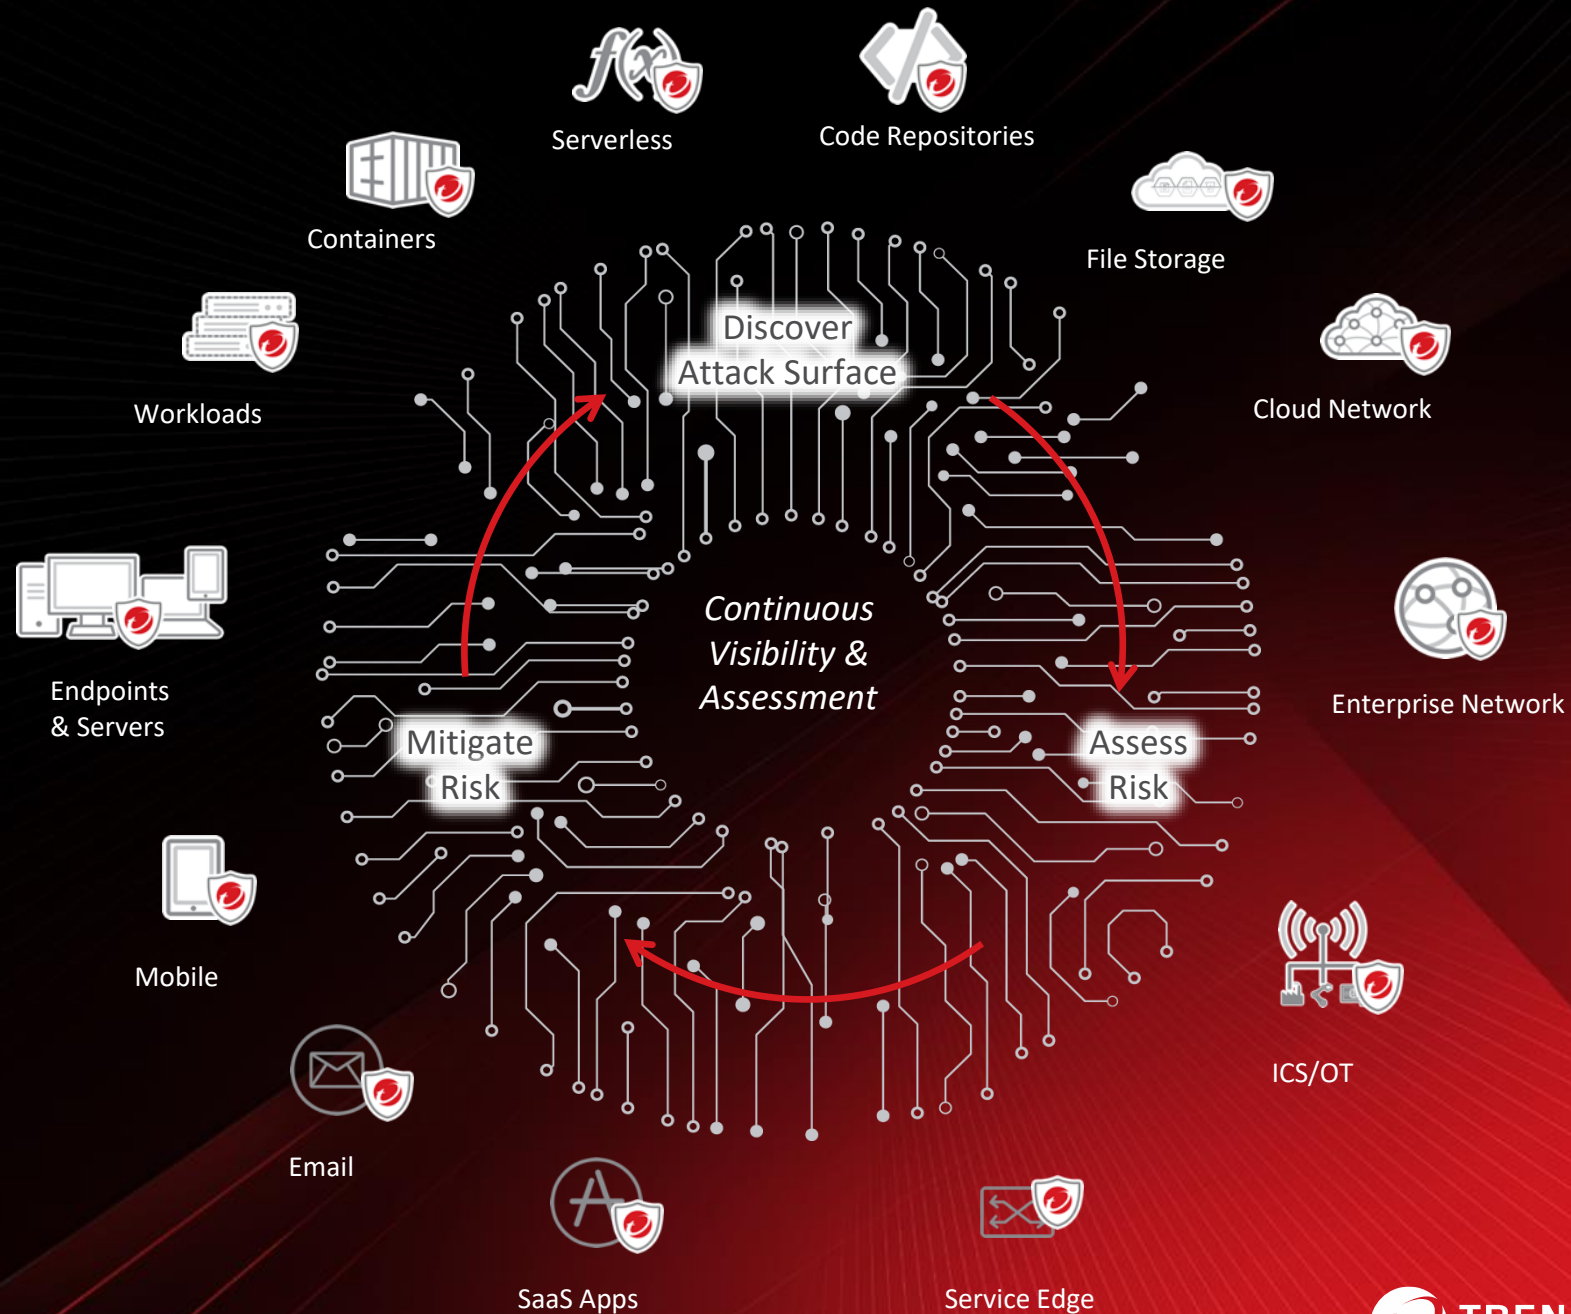 Serverless
Code Repositories
Containers
File Storage
Discover
Attack Surface
Workloads
Cloud Network
Continuous
Visibility &
Assessment
Endpoints
& Servers
Enterprise Network
Mitigate
Risk
Assess
Risk
Mobile
ICS/OT
Email
SaaS Apps
Service Edge